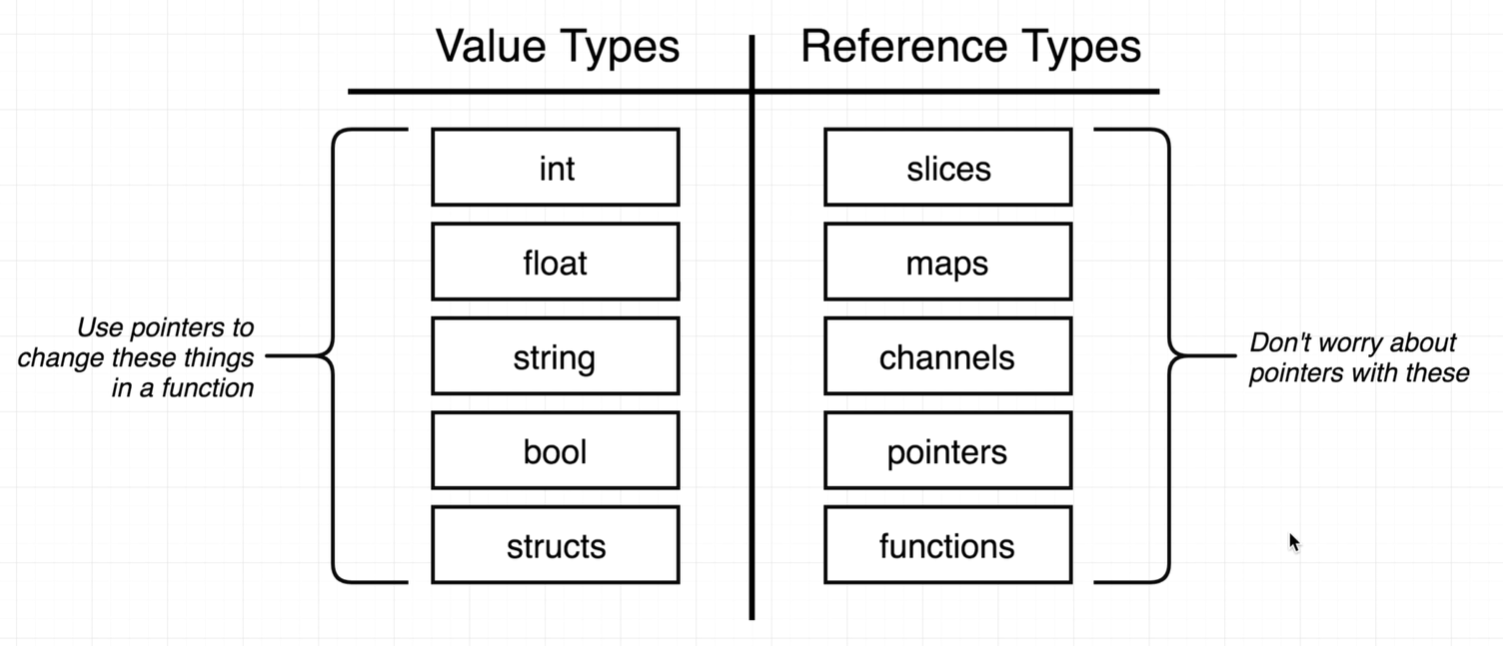 Value Types
Reference Types
int
slices
float
maps
Use pointers to
change these things
in a function
string
channels
Don't worry about
pointers with these
bool
pointers
structs
functions